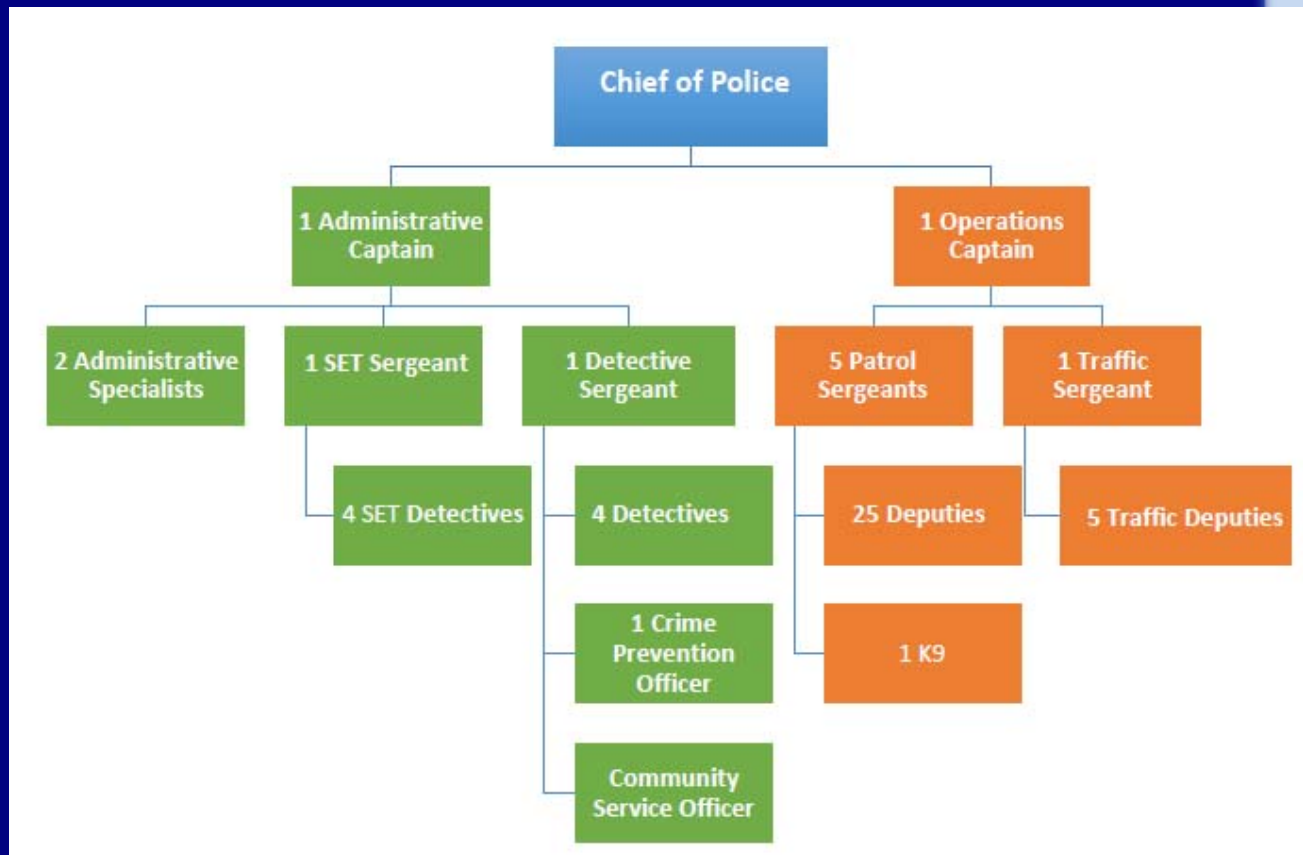 Chief of Police
1 Administrative
Captain
1 Operations
Captain
2 Administrative
Specialists
1 SET Sergeant
1 Detective
Sergeant
5 Patrol
Sergeants
1 Traffic
Sergeant
4 SET Detectives
4 Detectives
25 Deputies
5 Traffic Deputies
1 Crime
Prevention
Officer
1 K9
Community
Service Officer